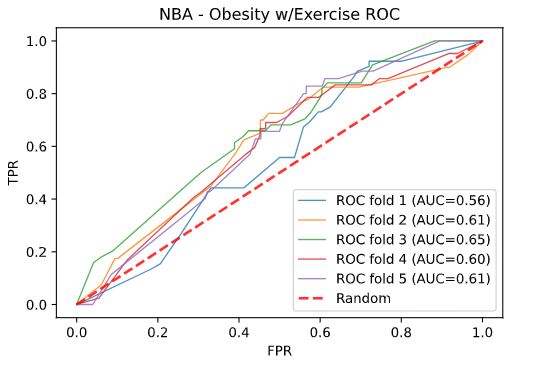 NBA - Obesity w/Exercise ROC
TPR
1.0
0.8
0.6
0.4
0.2
0.0
ROC fold 1 (AUC=0.56)
ROC fold 2 (AUC=0.61)
ROC fold 3 (AUC=0.65)
ROC fold 4 (AUC=0.60)
ROC fold 5 (AUC=0.61)
Random
0.0 0.2 0.4 0.6 0.8 1.0
FPR